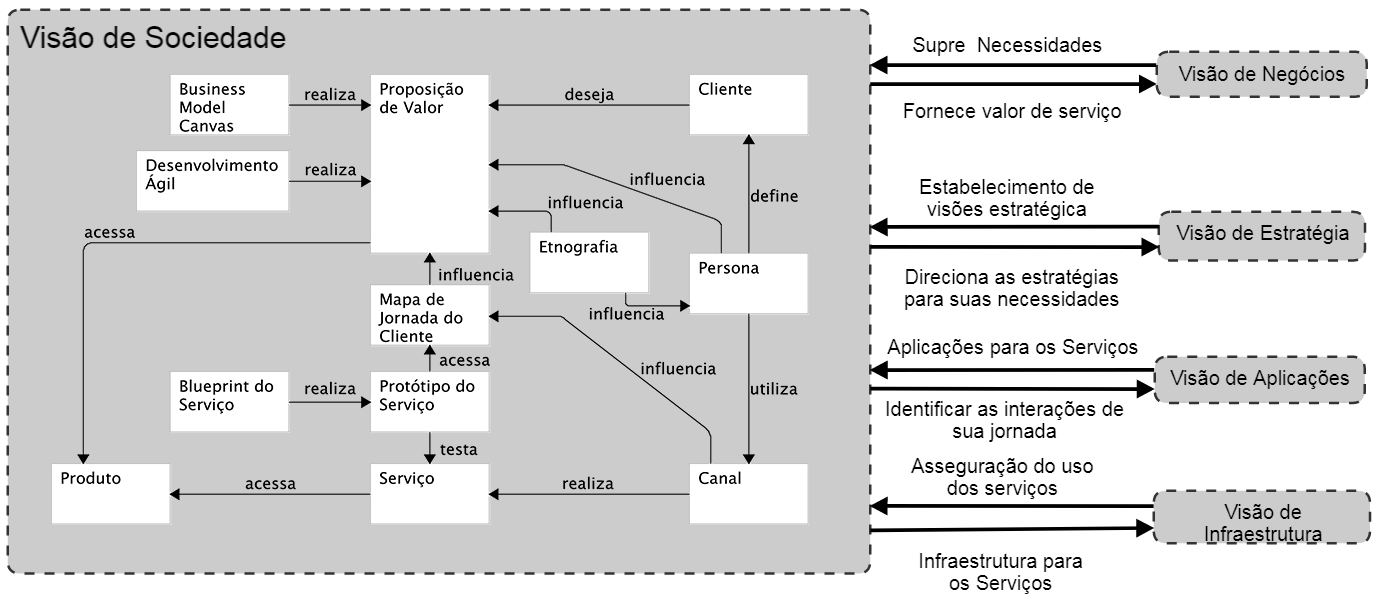 Visão de Sociedade
Business
Model
Canvas
realiza
Proposição
de Valor
deseja
Cliente
Desenvolvimento
Ágil
realiza
influencia
define
influencia
acessa
Etnografia
Persona
influencia
influencia
Mapa de
Jornada do
Cliente
acessa
influencia
Blueprint do
Serviço
realiza
Protótipo do
Serviço
utiliza
testa
Produto
acessa
Serviço
realiza
Canal
Supre Necessidades
Visão de Negócios
Fornece valor de serviço
Estabelecimento de
visões estratégica
Visão de Estratégia
Direciona as estratégias
para suas necessidades
Aplicações para os Serviços
Visão de Aplicações
Identificar as interações de
sua jornada
Asseguração do uso
dos serviços
Visão de
Infraestrutura
Infraestrutura para
os Serviços